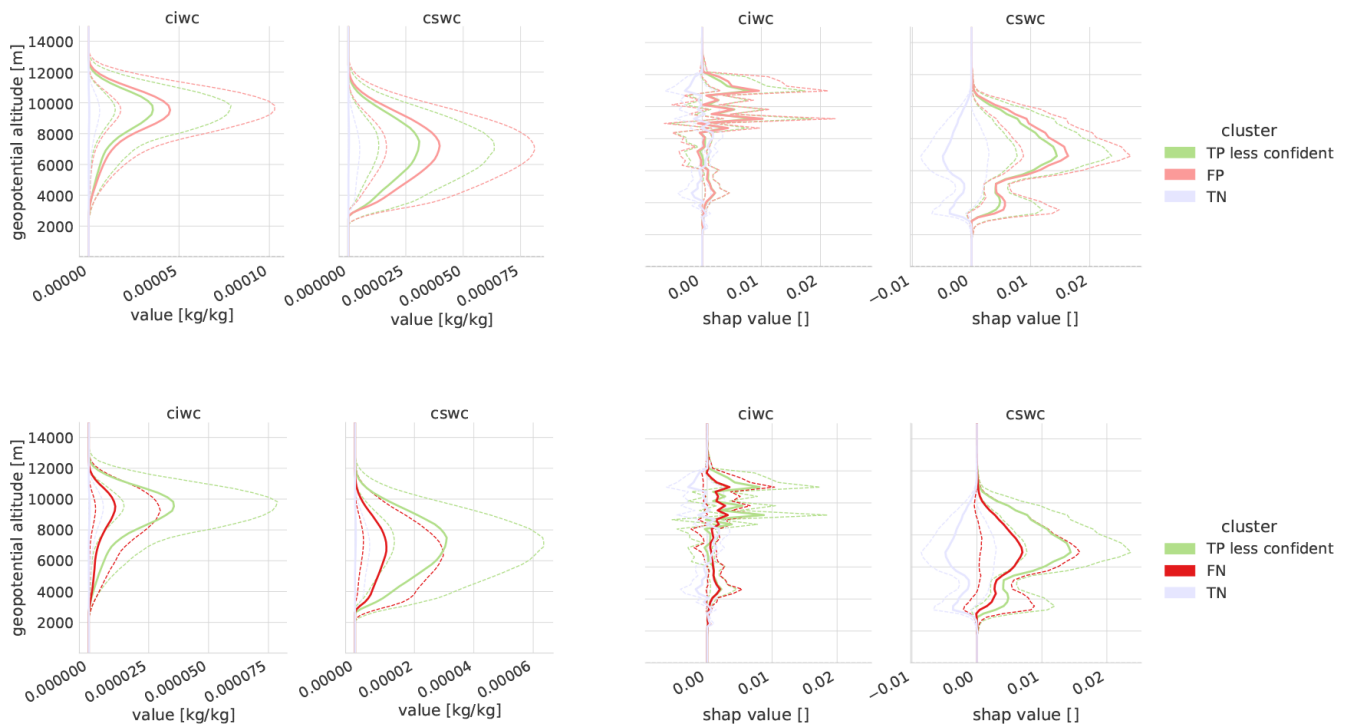 ciwc
cswc
ciwc
cswc
geopotential altitude [m]
14000
12000
10000
8000
6000
4000
2000
0.00000
0.00005
0.00010
value [kg/kg]
0.000000
0.000025
0.000050
0.000075
value [kg/kg]
0.00
0.01
0.02
shap value []
−0.01
0.00
0.01
0.02
shap value []
cluster
TP less confident
FP
TN
ciwc
cswc
ciwc
cswc
geopotential altitude [m]
14000
12000
10000
8000
6000
4000
2000
0.000000
0.000025
0.000050
0.000075
value [kg/kg]
0.00000
0.00002
0.00004
0.00006
value [kg/kg]
0.00
0.01
0.02
shap value []
−0.01
0.00
0.01
0.02
shap value []
cluster
TP less confident
FN
TN